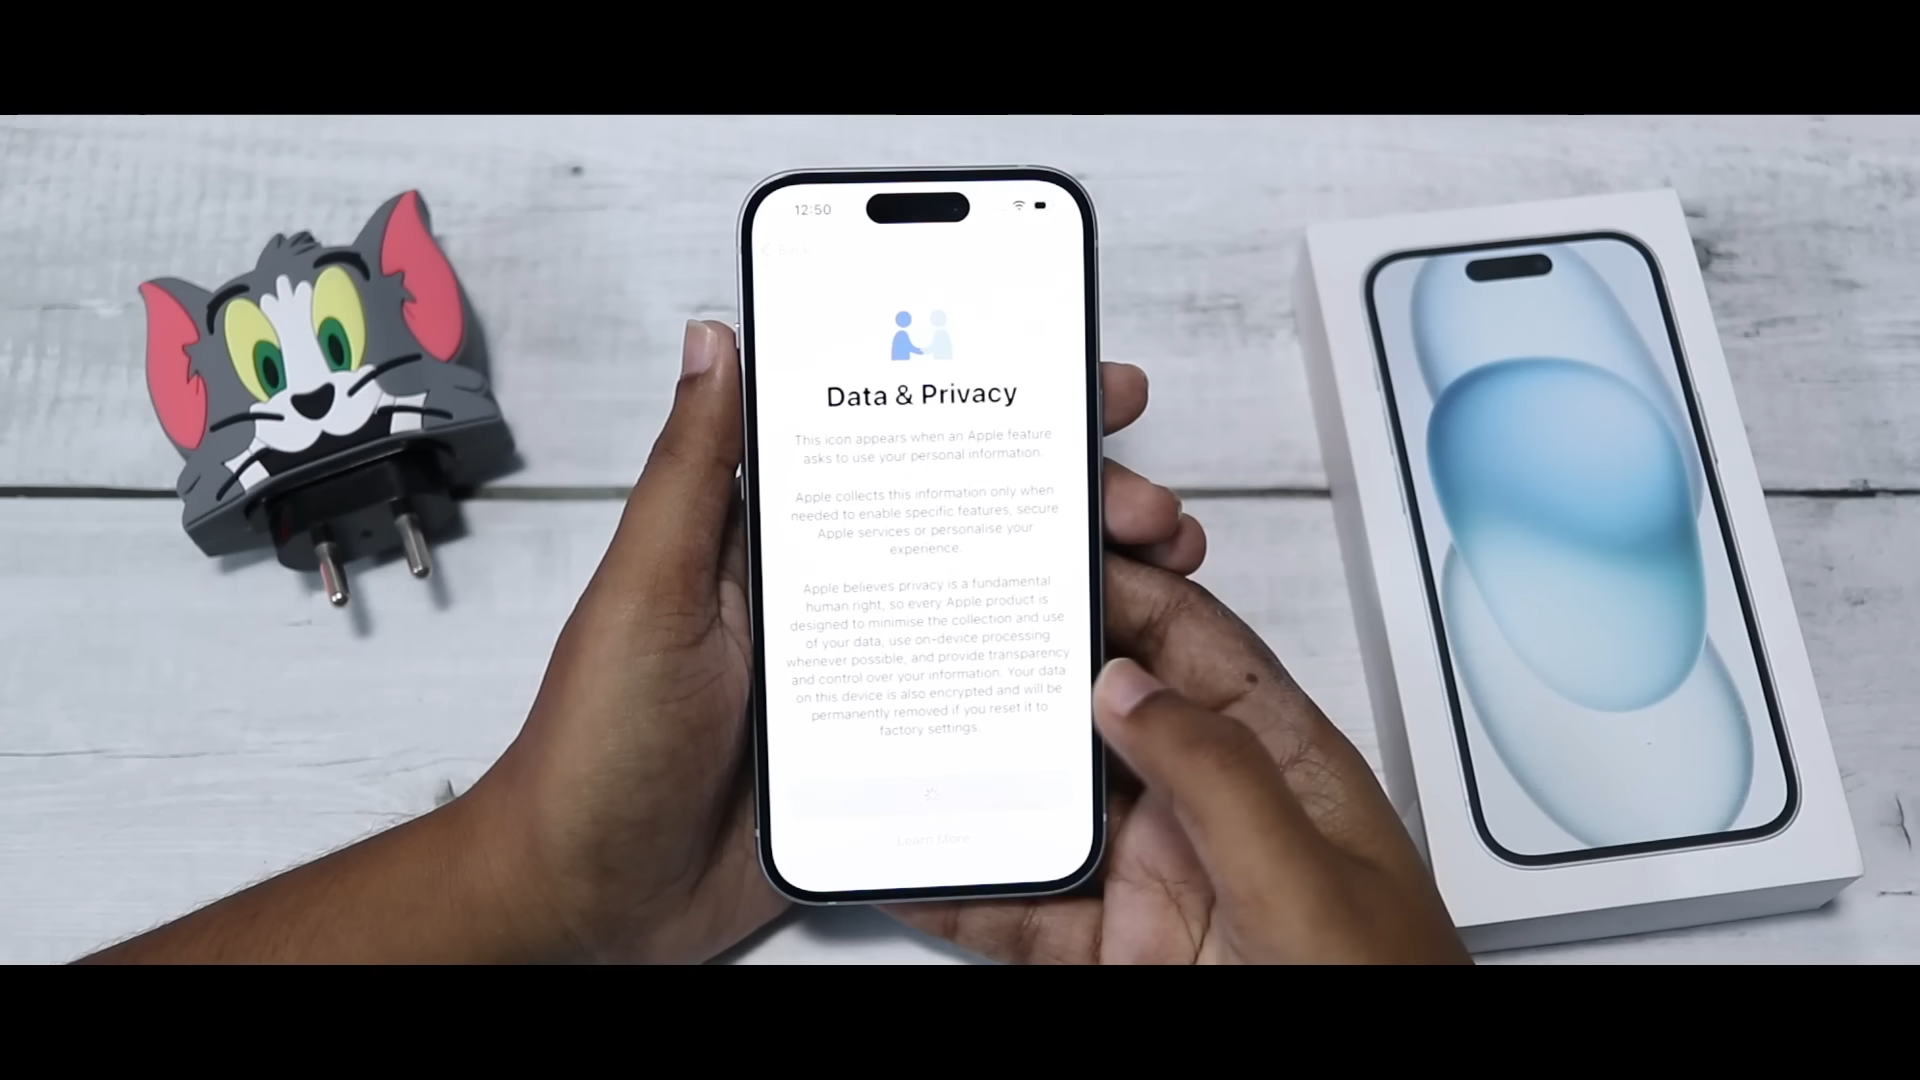 12:50
Back
Data & Privacy
This icon appears when an Apple feature
asks to use your personal information.
Apple collects this information only when
needed to enable specific features, secure
Apple services or personalise your
experience.
Apple believes privacy is a fundamental
human right, so every Apple product is
designed to minimise the collection and use
of your data, use on-device processing
whenever possible, and provide transparency
and control over your information. Your data
on this device is also encrypted and will be
permanently removed if you reset it to
factory settings.
Learn More